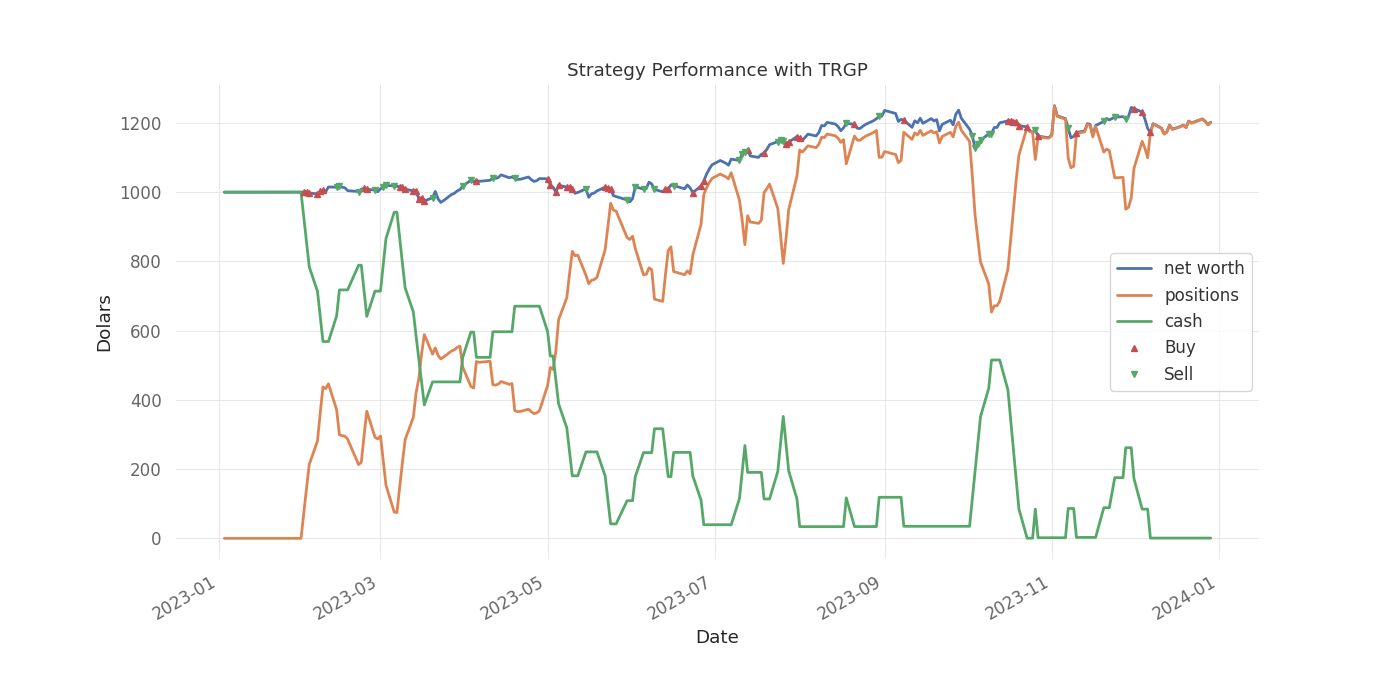 Strategy Performance with TRGP
1200
1000
800
600
400
200
0
Dolars
net worth
positions
cash
Buy
Sell
2023-01
2023-03
2023-05
2023-07
2023-09
2023-11
2024-01
Date